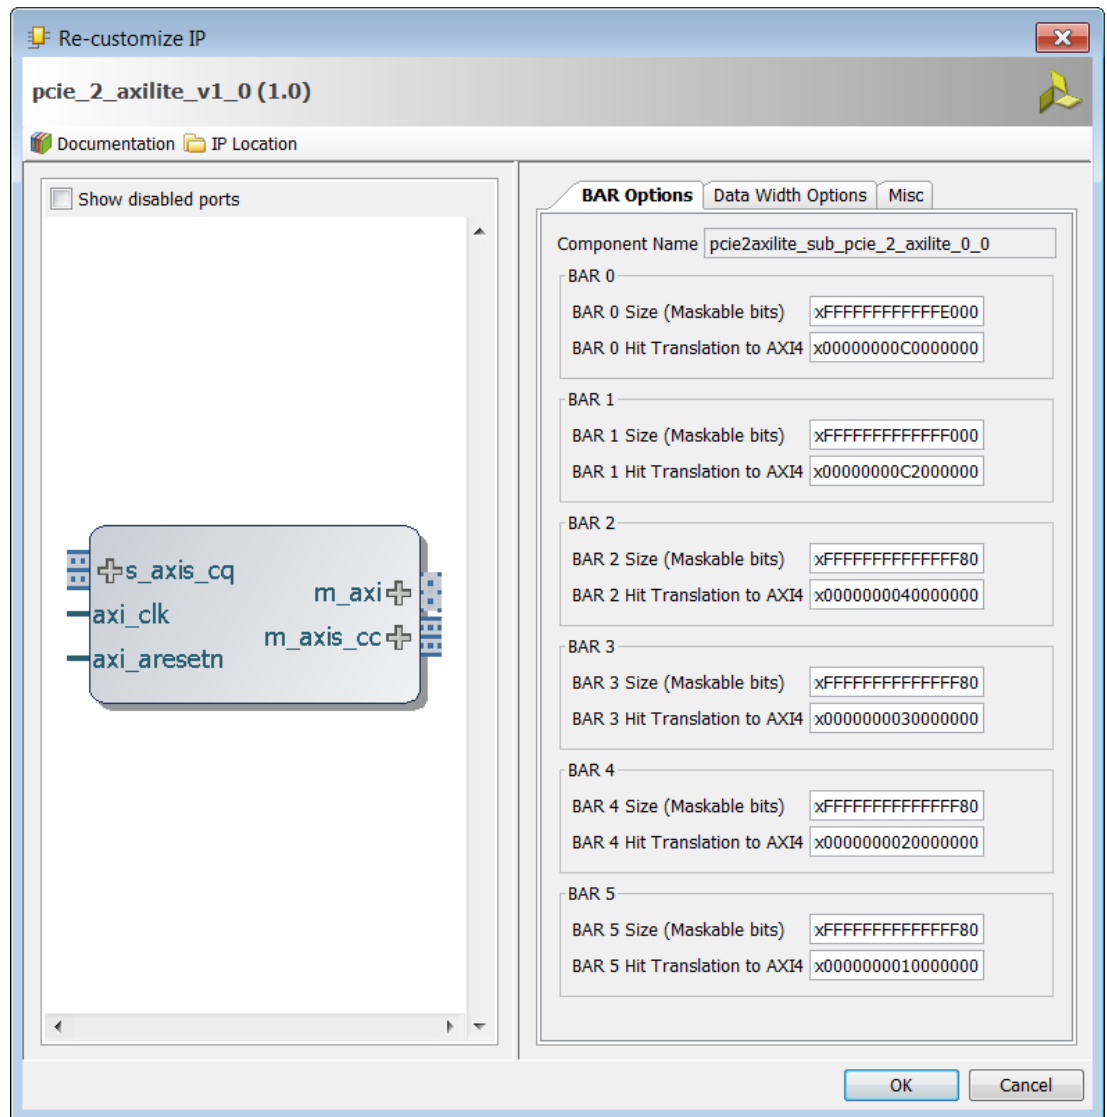 Re-customize IP
pcie_2_axilite_v1_0 (1.0)
Documentation IP Location
Show disabled ports
s_axis_cq
axi_clk
axi_aresetn
m_axi
m_axis_cc
BAR Options Data Width Options Misc
Component Name pcie2axilite_sub_pcie_2_axilite_0_0
BAR 0
BAR 0 Size (Maskable bits) xFFFFFFFFFFFFE000
BAR 0 Hit Translation to AXI4 x00000000C0000000
BAR 1
BAR 1 Size (Maskable bits) xFFFFFFFFFFFFF000
BAR 1 Hit Translation to AXI4 x00000000C2000000
BAR 2
BAR 2 Size (Maskable bits) xFFFFFFFFFFFFFF80
BAR 2 Hit Translation to AXI4 x0000000040000000
BAR 3
BAR 3 Size (Maskable bits) xFFFFFFFFFFFFFF80
BAR 3 Hit Translation to AXI4 x0000000030000000
BAR 4
BAR 4 Size (Maskable bits) xFFFFFFFFFFFFFF80
BAR 4 Hit Translation to AXI4 x0000000020000000
BAR 5
BAR 5 Size (Maskable bits) xFFFFFFFFFFFFFF80
BAR 5 Hit Translation to AXI4 x0000000010000000
OK Cancel